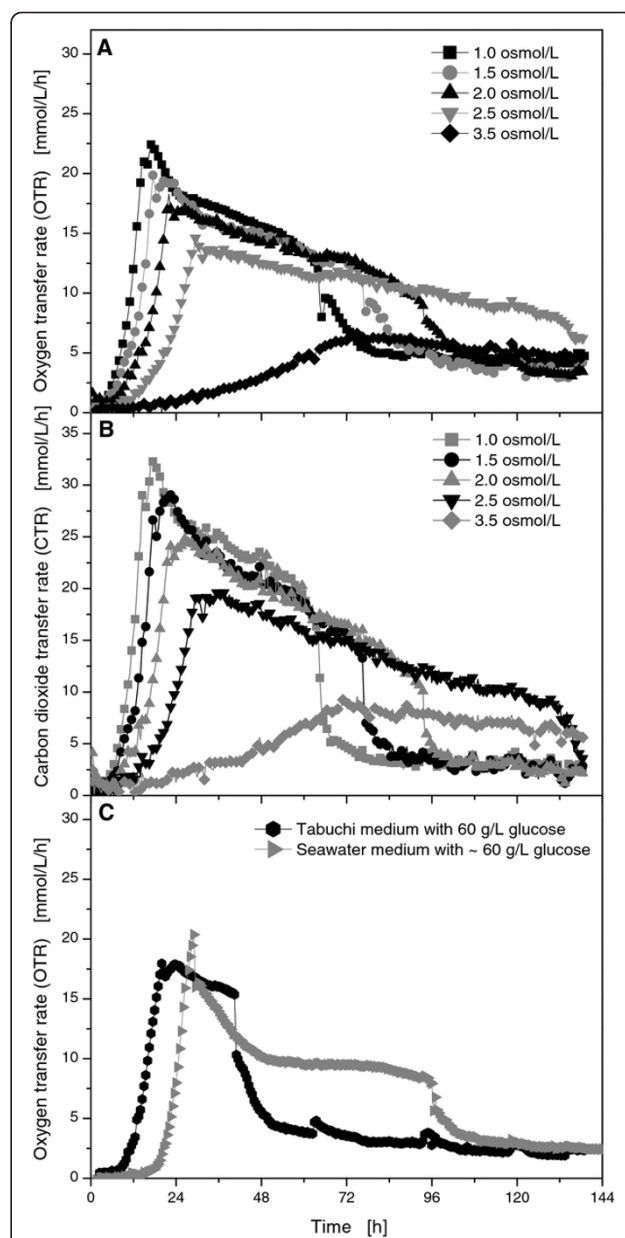 A
1.0 osmol/L
1.5 osmol/L
2.0 osmol/L
2.5 osmol/L
3.5 osmol/L
Oxygen transfer rate (OTR) [mmol/L/h]
30
25
20
15
10
5
0
B
1.0 osmol/L
1.5 osmol/L
2.0 osmol/L
2.5 osmol/L
3.5 osmol/L
Carbon dioxide transfer rate (CTR) [mmol/L/h]
35
30
25
20
15
10
5
0
C
Tabuchi medium with 60 g/L glucose
Seawater medium with ~ 60 g/L glucose
Oxygen transfer rate (OTR) [mmol/L/h]
30
25
20
15
10
5
0
0 24 48 72 96 120 144
Time [h]